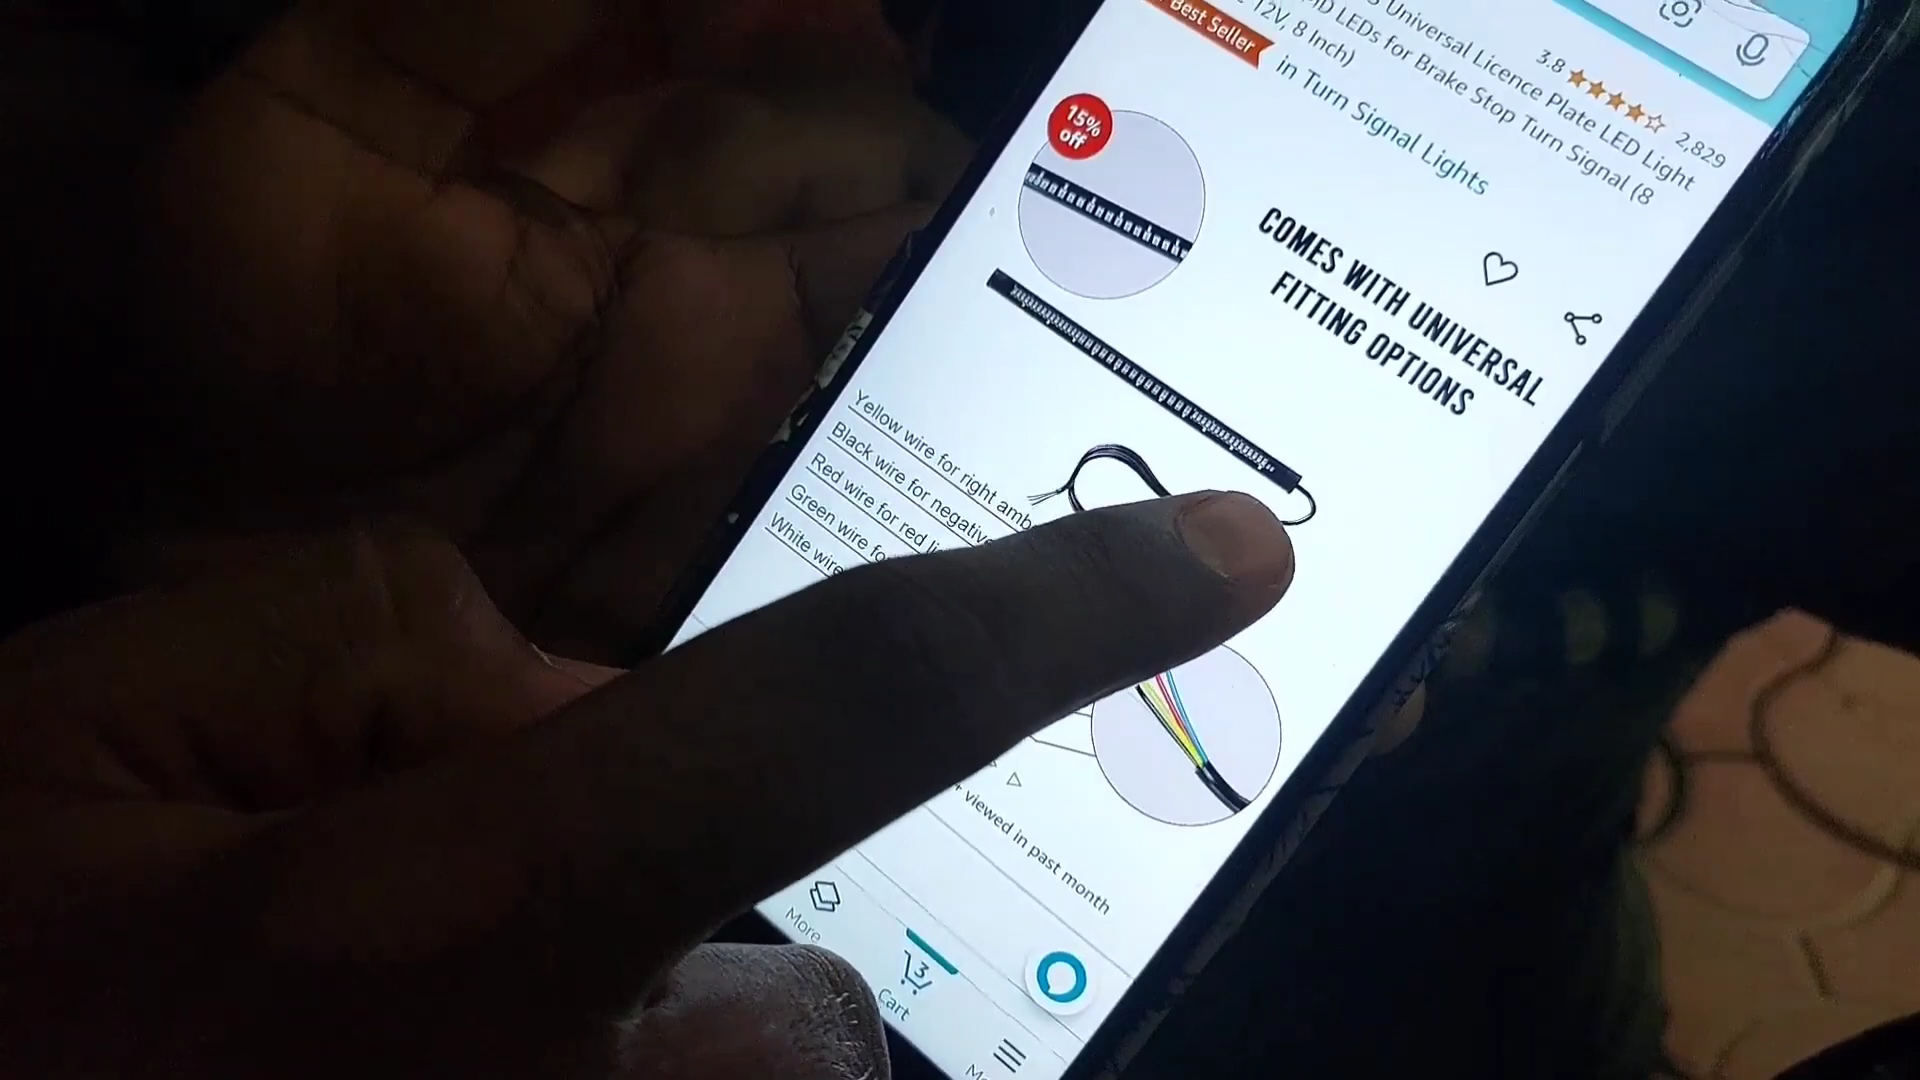 3.8 2,829
Universal Licence Plate LED Light
LEDs for Brake Stop Turn Signal (8
12V, 8 Inch)
Best Seller in Turn Signal Lights
15%
off
COMES WITH UNIVERSAL
FITTING OPTIONS
Yellow wire for right amb
Black wire for negative
Red wire for red li
Green wire fo
White wire
viewed in past month
More
3
Cart